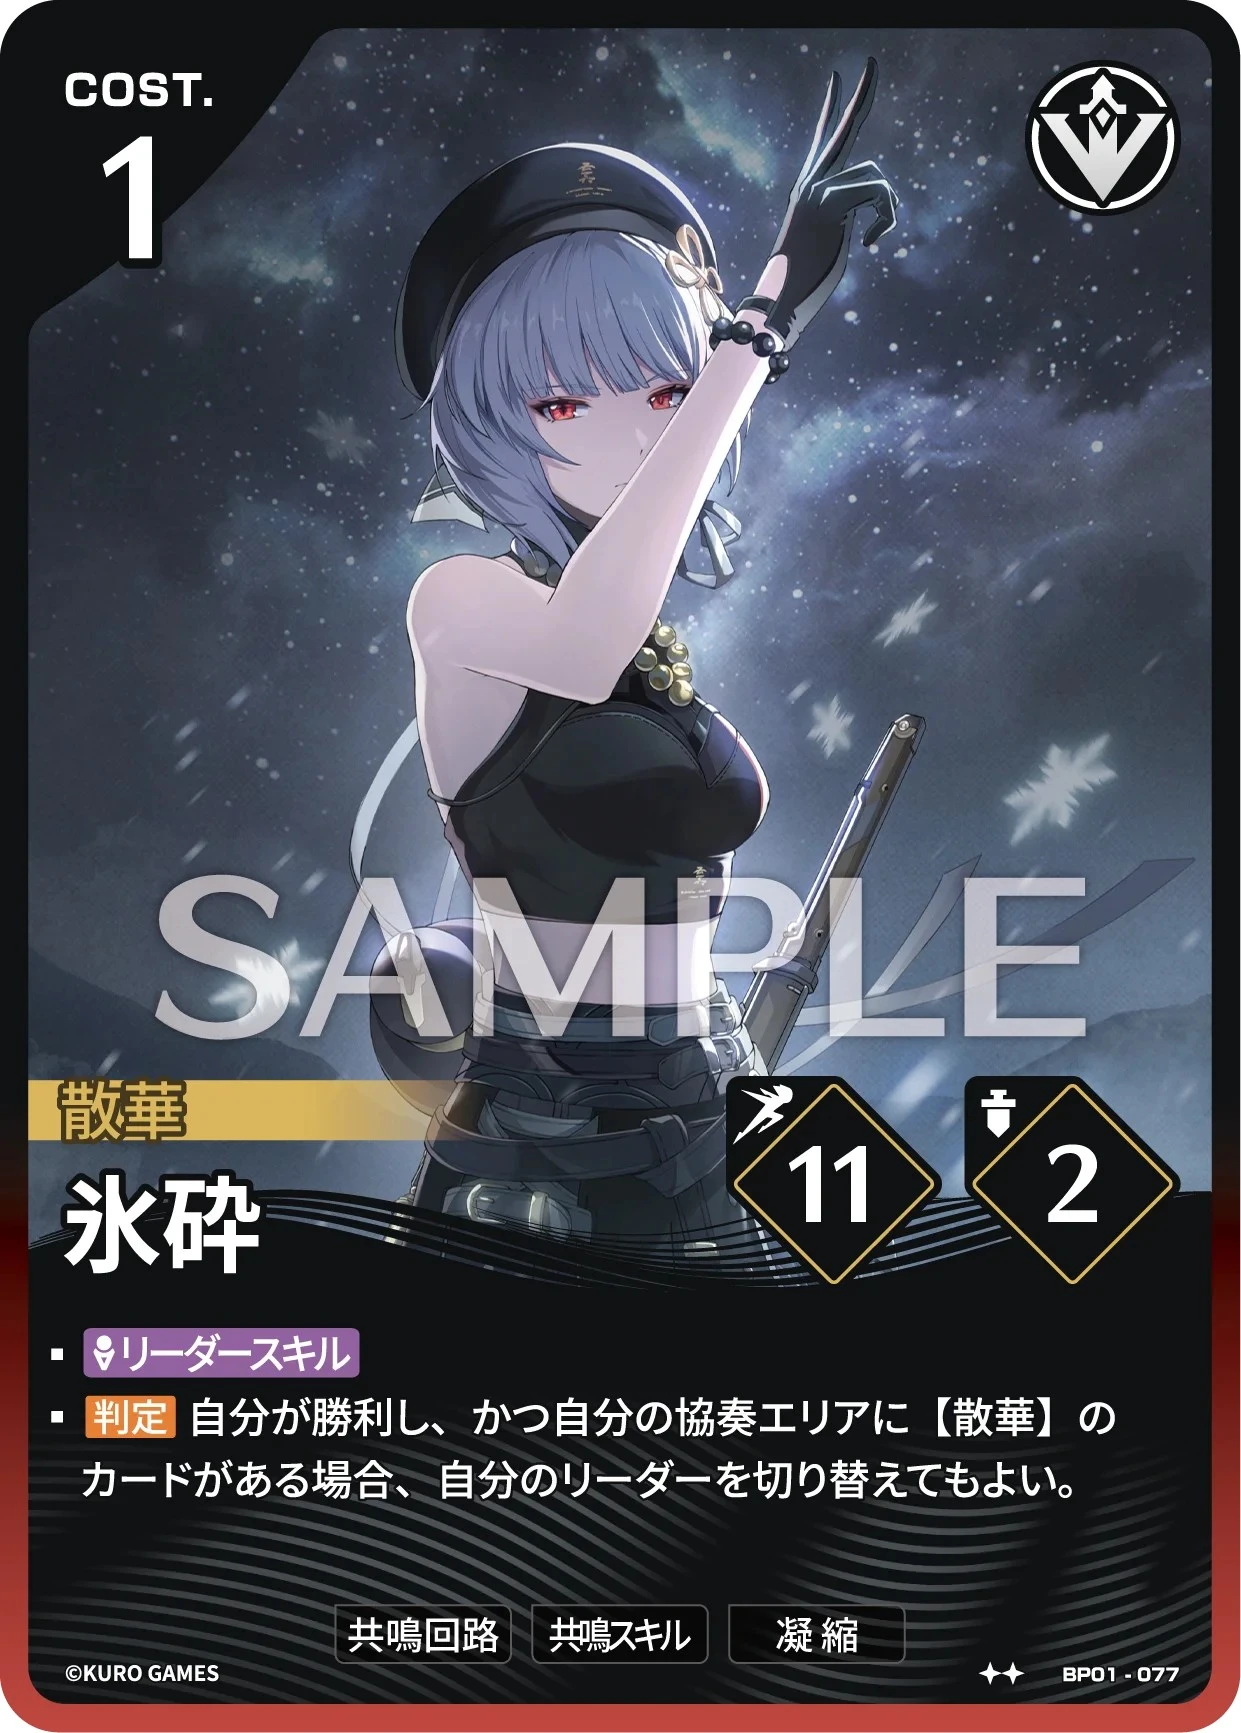 COST.
1
SAMPLE
散華
氷砕
11
2
リーダースキル
判定 自分が勝利し、かつ自分の協奏エリアに【散華】の
カードがある場合、自分のリーダーを切り替えてもよい。
共鳴回路 共鳴スキル 凝縮
©KURO GAMES
BP01 - 077